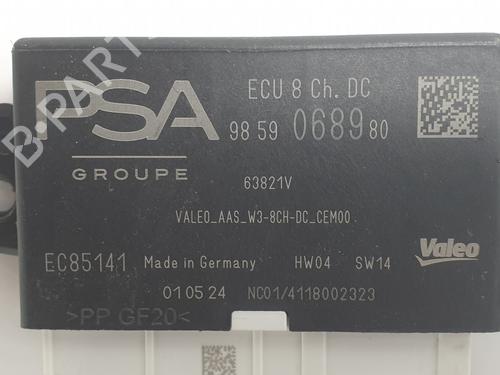 PSA
GROUPE
ECU 8 Ch. DC
98 59 0689 80
63821V
VALEO_AAS_W3-8CH-DC_CEM00
EC85141 Made in Germany HW04 SW14 Valeo
01 05 24 NC01/4118002323
>PP GF20<
B-PARTS